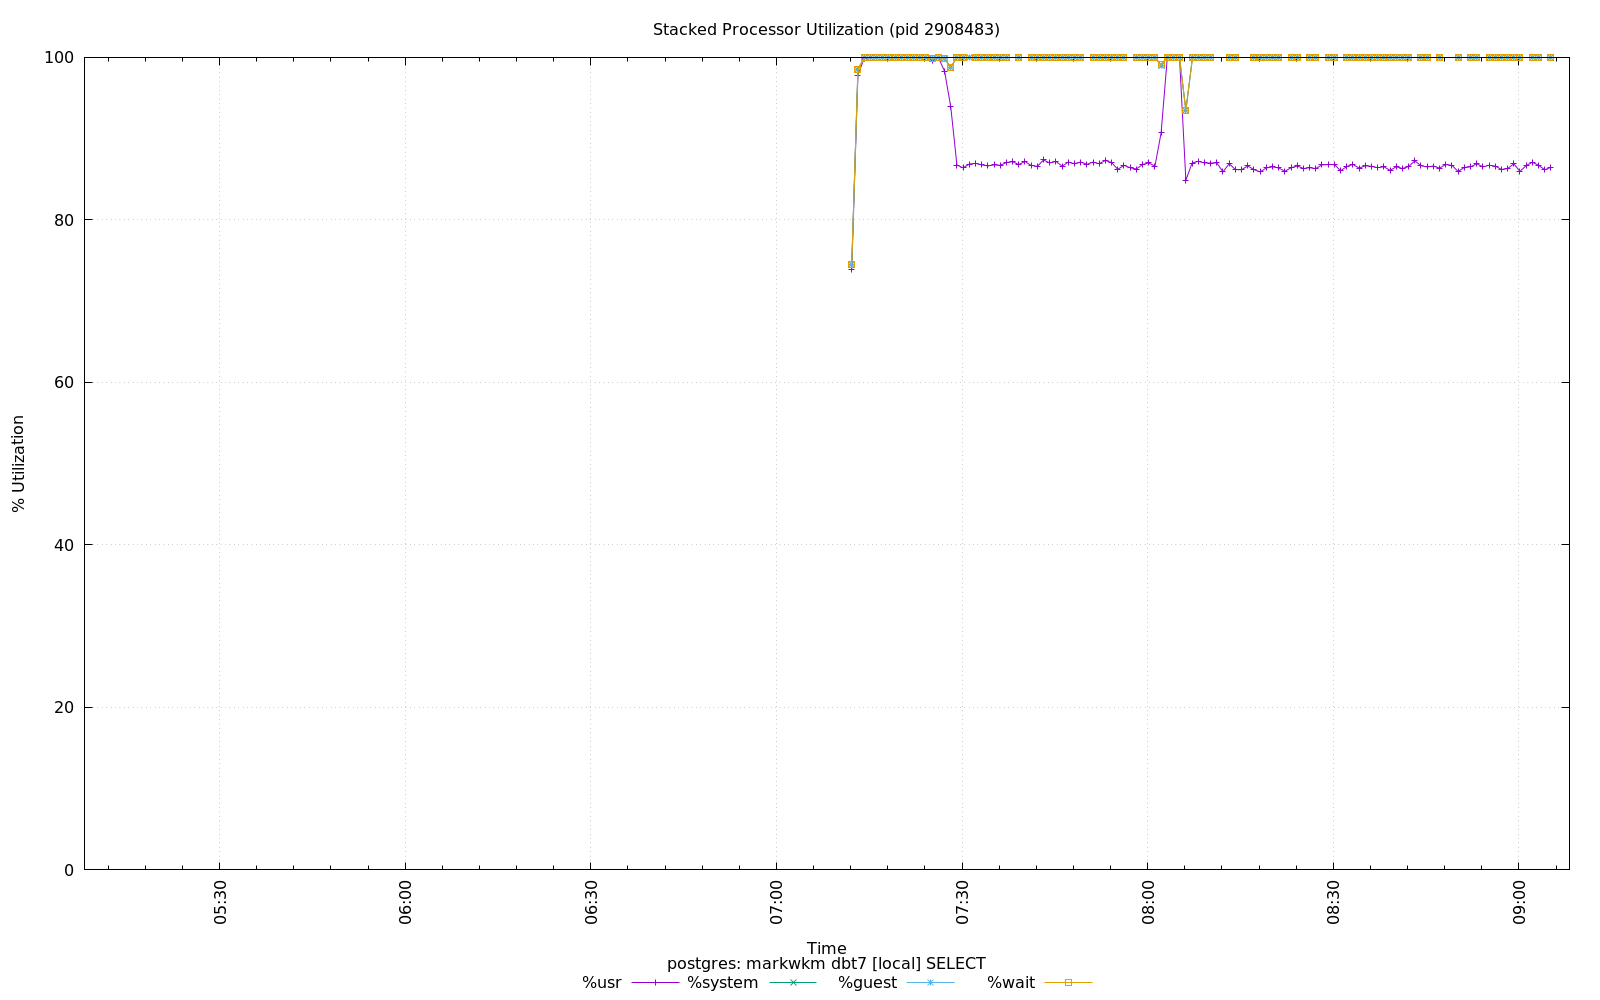 Stacked Processor Utilization (pid 2908483)
100
80
60
40
20
0
% Utilization
05:30
06:00
06:30
07:00
07:30
08:00
08:30
09:00
Time
postgres: markwkm dbt7 [local] SELECT
%usr %system %guest %wait